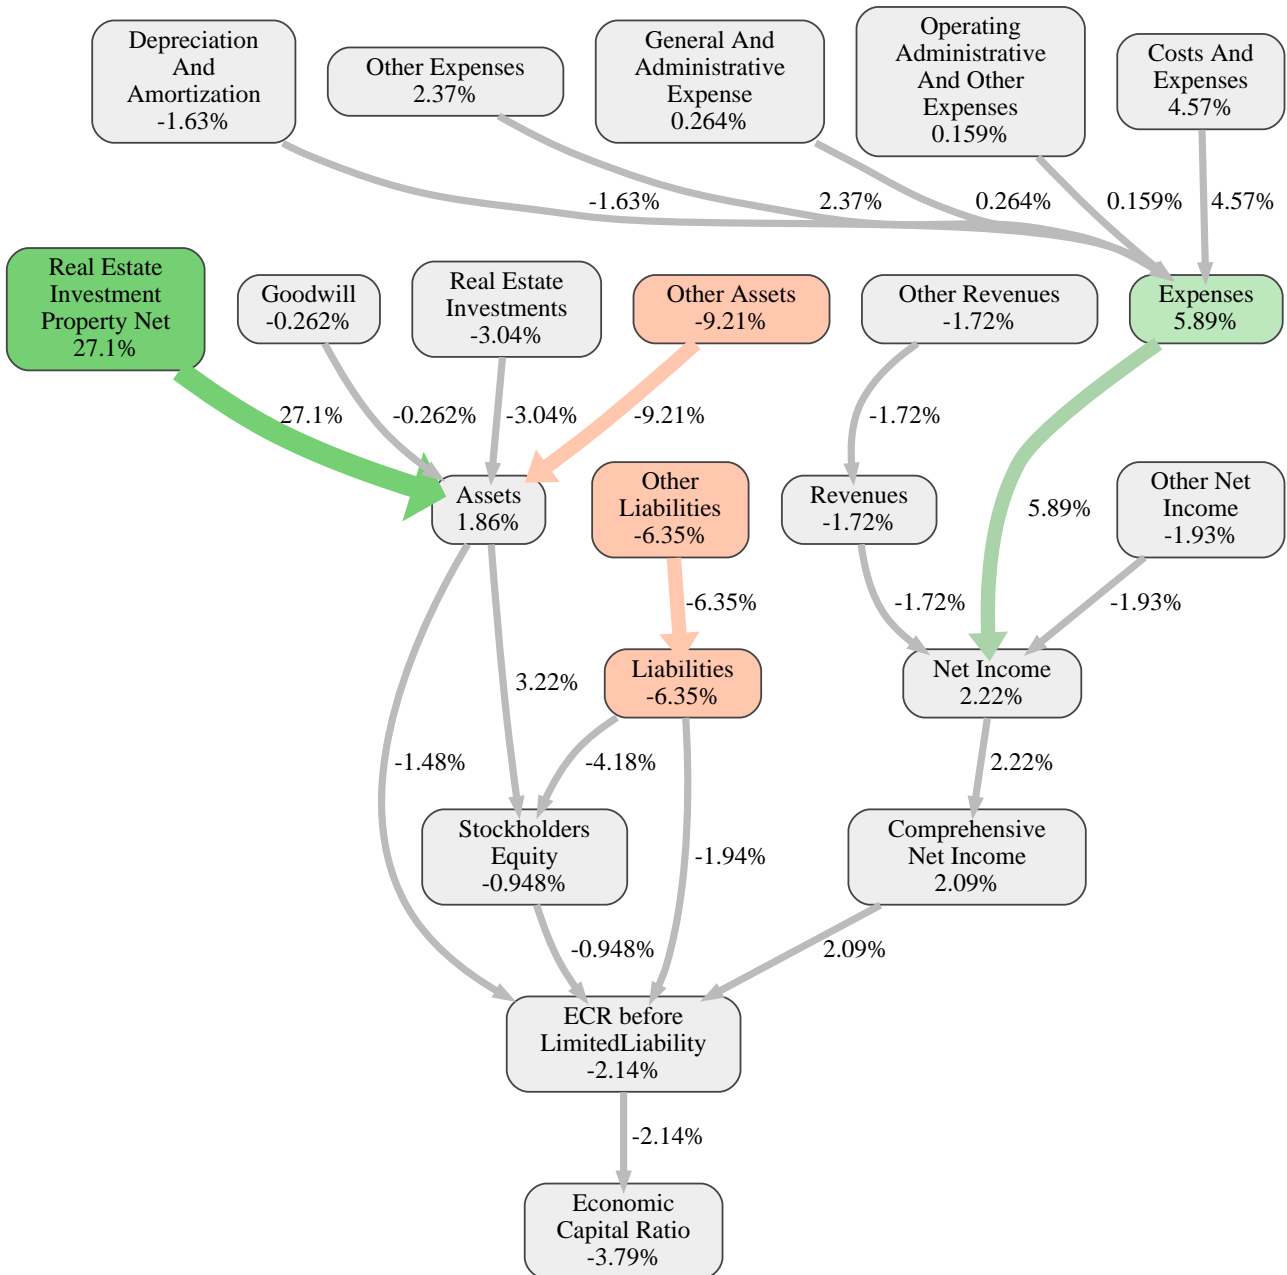 Depreciation
And
Amortization
-1.63%
Other Expenses
2.37%
General And
Administrative
Expense
0.264%
Operating
Administrative
And Other
Expenses
0.159%
Costs And
Expenses
4.57%
-1.63%
2.37%
0.264%
0.159%
4.57%
Real Estate
Investment
Property Net
27.1%
Goodwill
-0.262%
Real Estate
Investments
-3.04%
Other Assets
-9.21%
Other Revenues
-1.72%
Expenses
5.89%
27.1%
-0.262%
-3.04%
-9.21%
-1.72%
5.89%
Assets
1.86%
Other
Liabilities
-6.35%
Revenues
-1.72%
Other Net
Income
-1.93%
-6.35%
-1.72%
-1.93%
3.22%
Liabilities
-6.35%
Net Income
2.22%
-1.48%
-4.18%
2.22%
Stockholders
Equity
-0.948%
-1.94%
Comprehensive
Net Income
2.09%
-0.948%
2.09%
ECR before
LimitedLiability
-2.14%
-2.14%
Economic
Capital Ratio
-3.79%